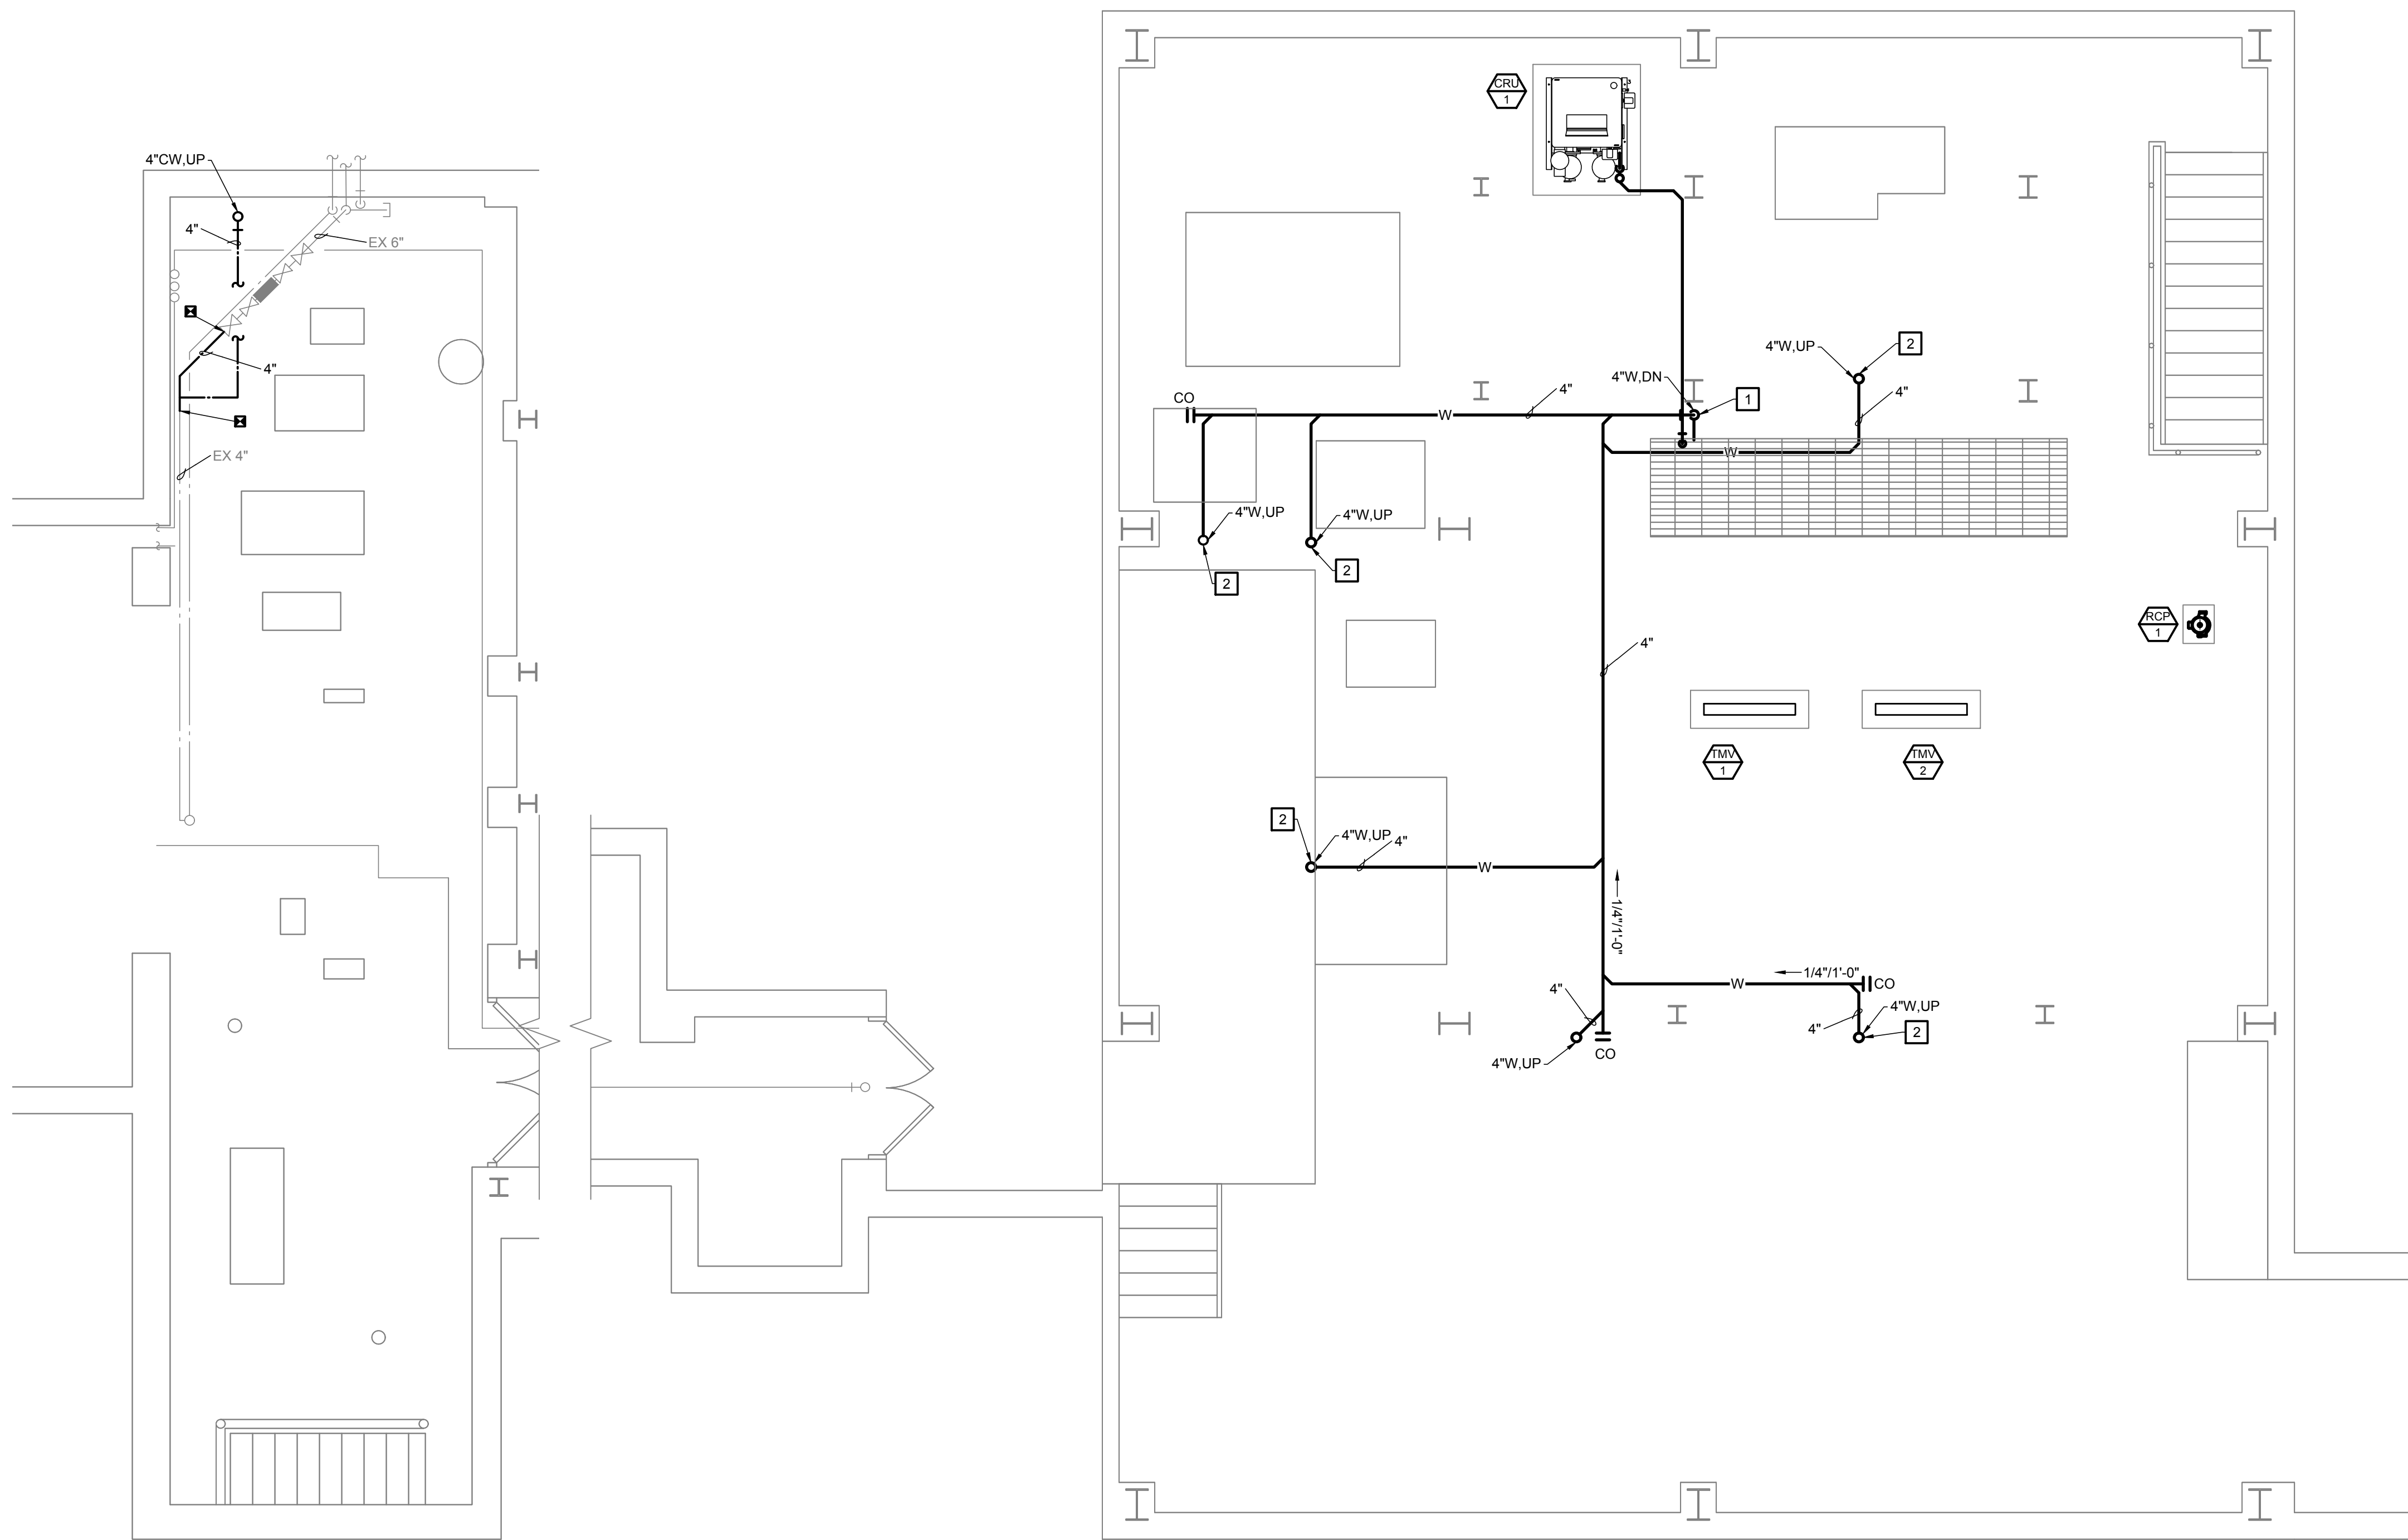 CRU
1
4"CW,UP
4"
EX 6"
4"W,UP
2
4"
4"
4"W,DN
1
4"
CO
W
W
EX 4"
4"W,UP
4"W,UP
2
2
RCP
1
4"
TMV
1
TMV
2
2
4"W,UP
4"
W
1/4"/1'-0"
1/4"/1'-0"
W
CO
4"
4"W,UP
4"
2
CO
4"W,UP